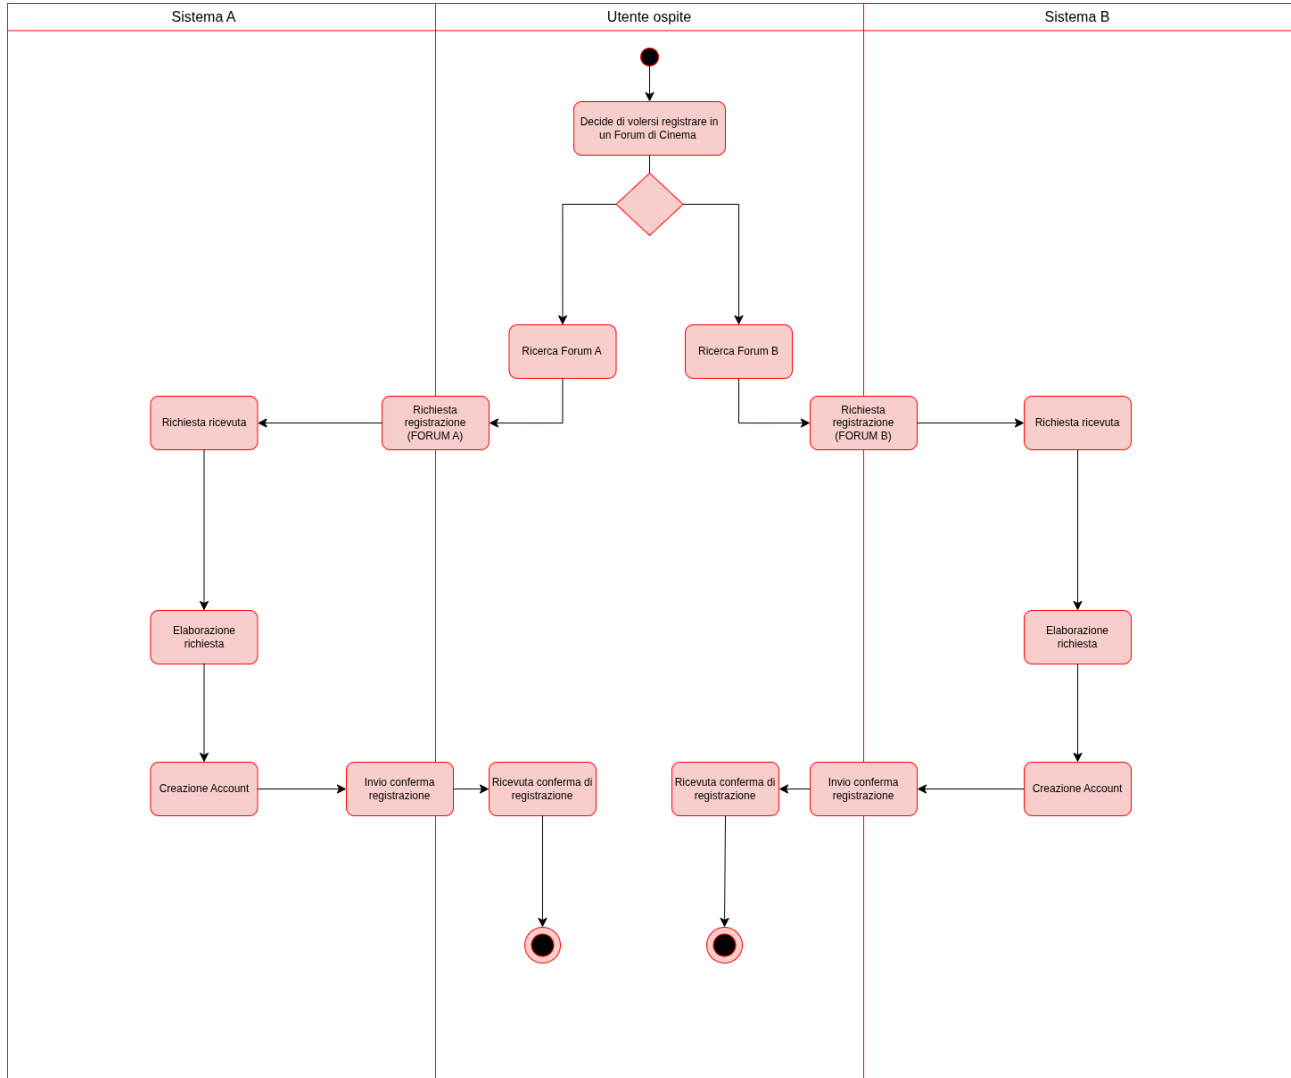 Sistema A
Utente ospite
Sistema B
Decide di volersi registrare in
un Forum di Cinema
Ricerca Forum A
Ricerca Forum B
Richiesta ricevuta
Richiesta
registrazione
(FORUM A)
Richiesta
registrazione
(FORUM B)
Richiesta ricevuta
Elaborazione
richiesta
Elaborazione
richiesta
Creazione Account
Invio conferma
registrazione
Ricevuta conferma di
registrazione
Ricevuta conferma di
registrazione
Invio conferma
registrazione
Creazione Account